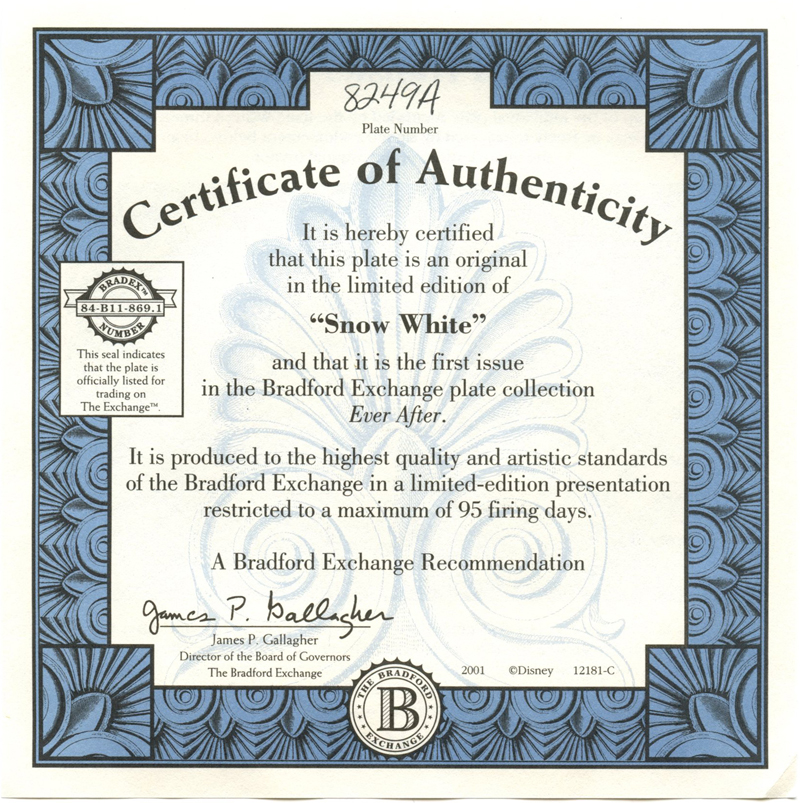 8249A
Plate Number
Certificate of Authenticity
It is hereby certified
that this plate is an original
in the limited edition of
“Snow White”
and that it is the first issue
in the Bradford Exchange plate collection
Ever After.
BRADEX™
84-B11-869.1
NUMBER
This seal indicates
that the plate is
officially listed for
trading on
The Exchange™.
It is produced to the highest quality and artistic standards
of the Bradford Exchange in a limited-edition presentation
restricted to a maximum of 95 firing days.
A Bradford Exchange Recommendation
James P. Gallagher
James P. Gallagher
Director of the Board of Governors
The Bradford Exchange
2001 ©Disney 12181-C
THE BRADFORD
B
EXCHANGE